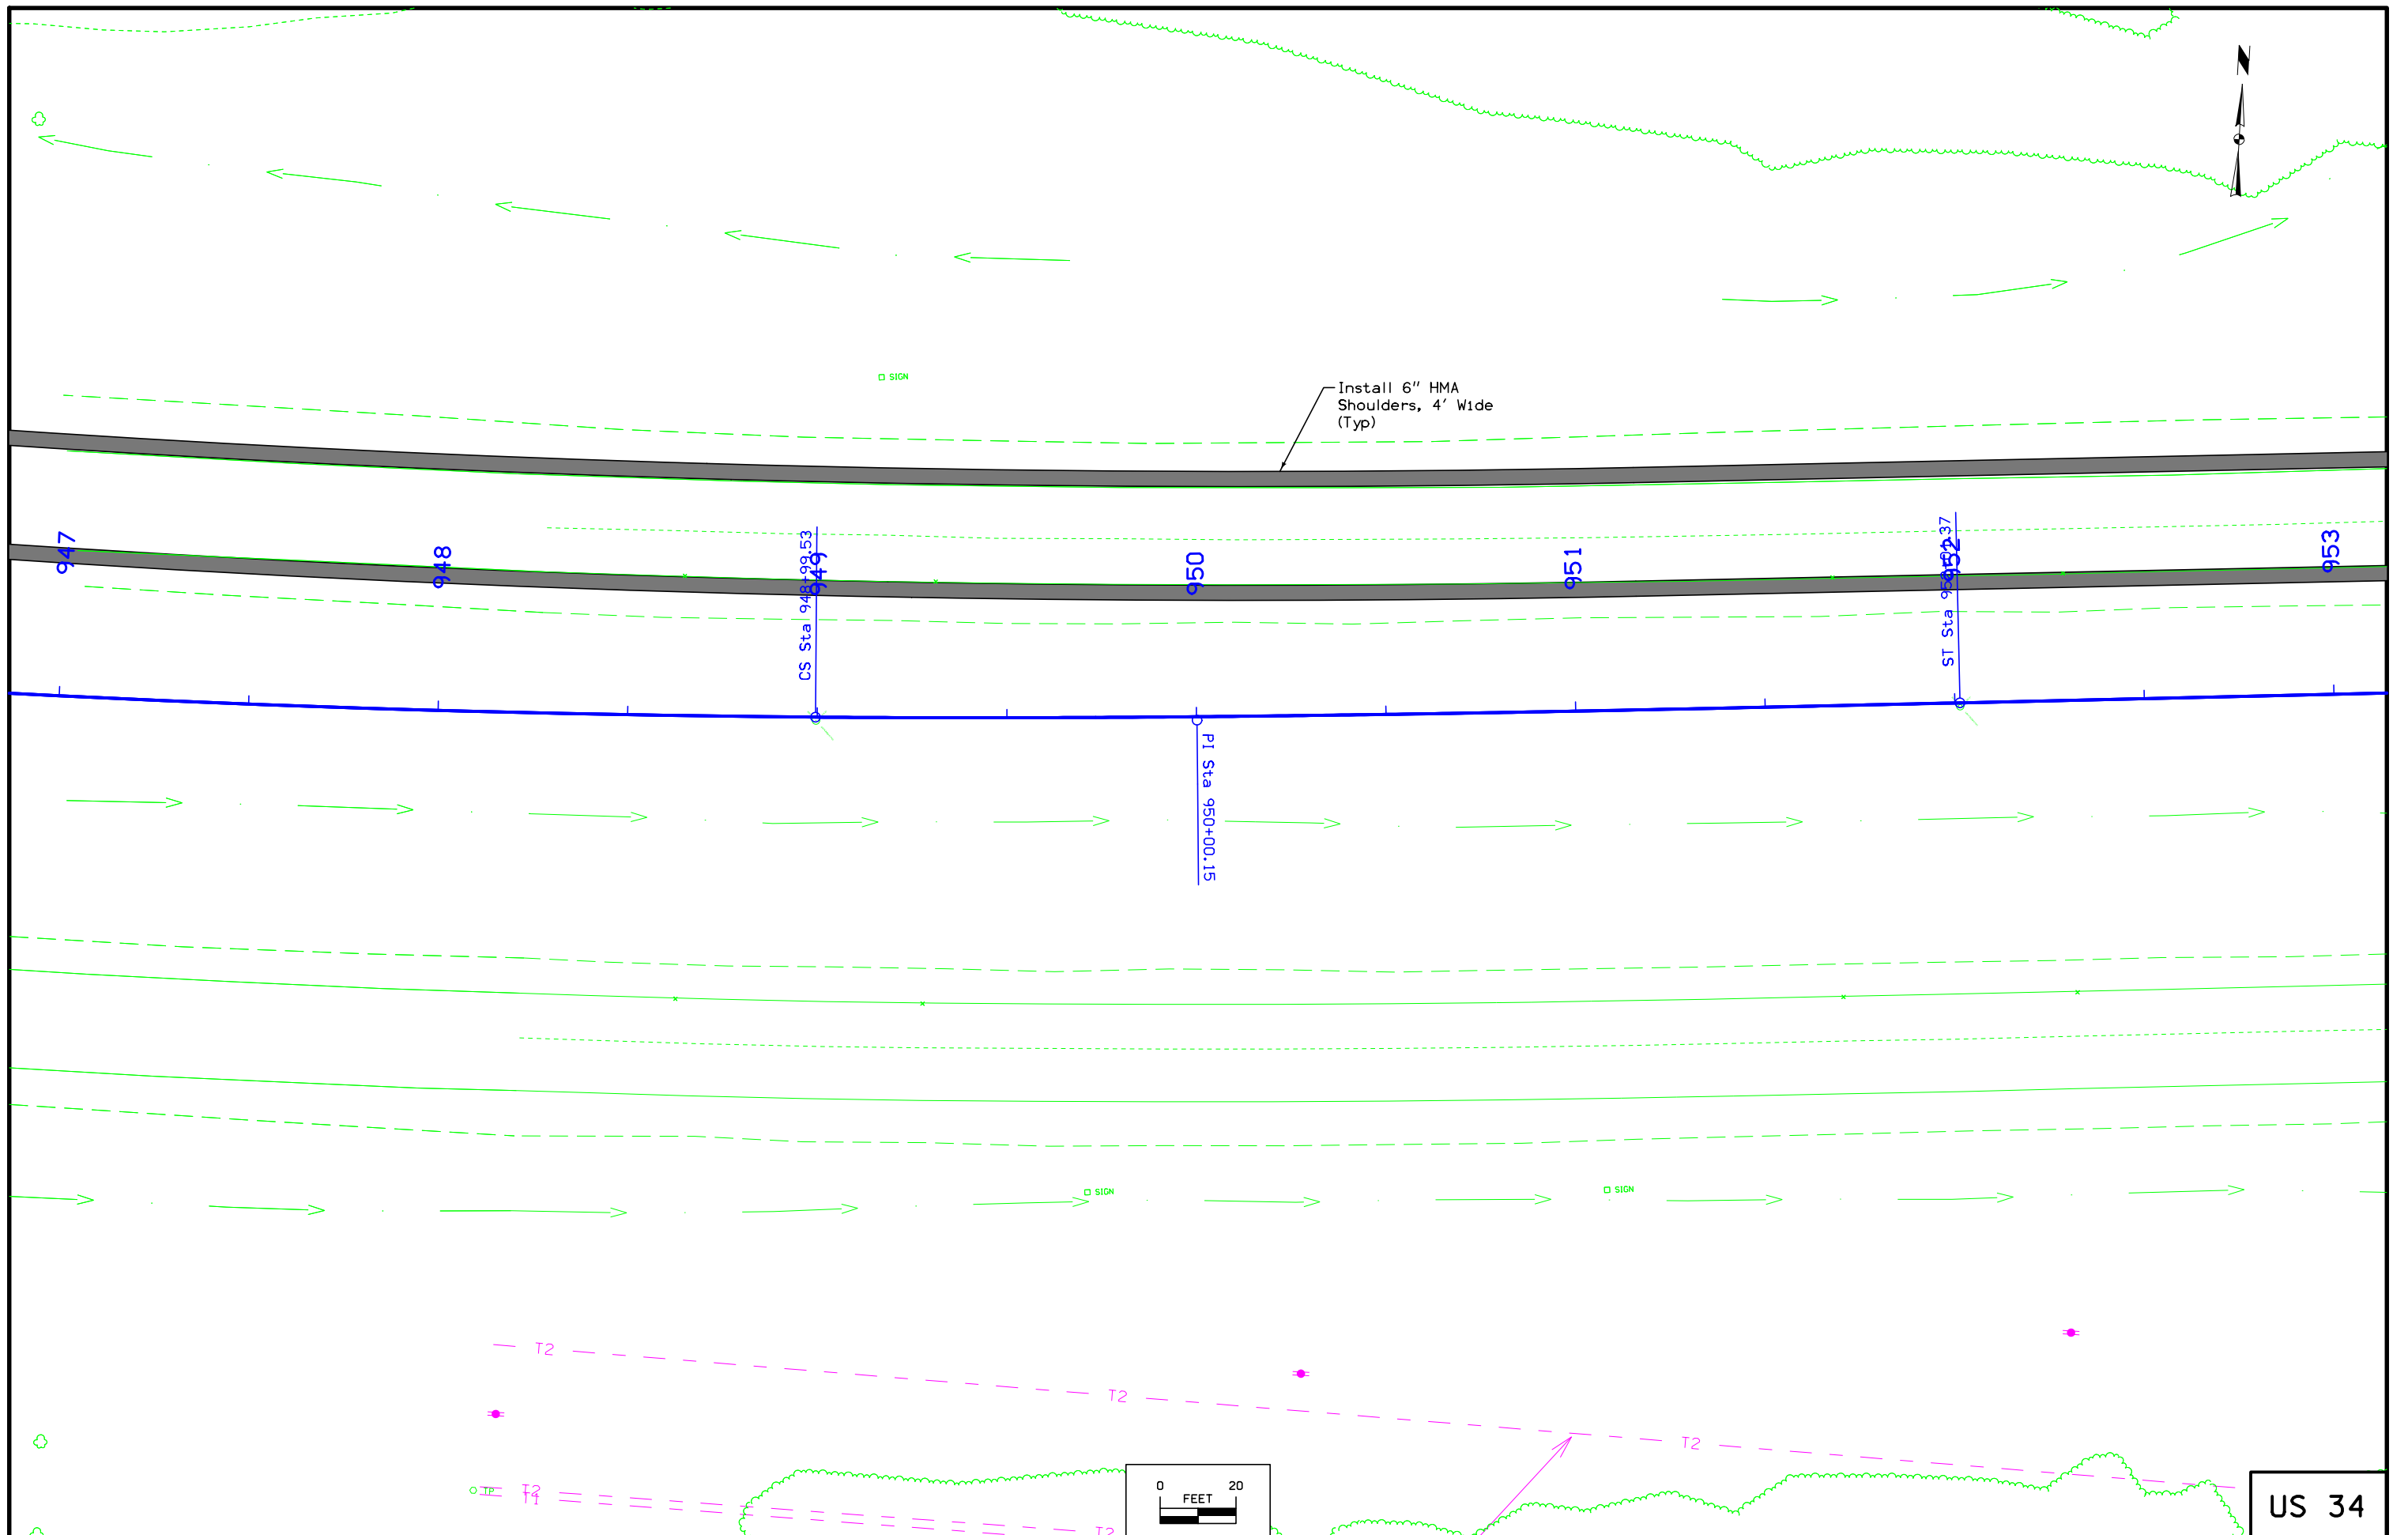 N
SIGN
Install 6" HMA
Shoulders, 4' Wide
(Typ)
947
948
CS Sta 948+99.53
949
950
951
ST Sta
952
953
PI Sta 950+00.15
SIGN
SIGN
T2
T2
T2
TP
T2
T1
T2
0 20
FEET
US 34